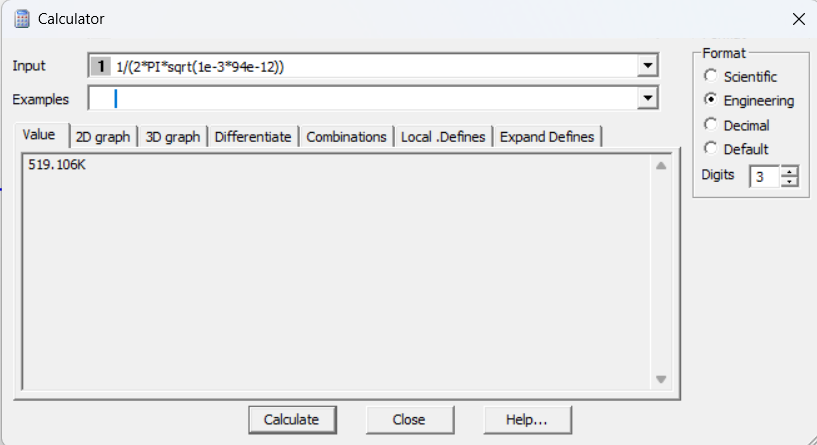 Calculator
Input 1 1/(2*PI*sqrt(1e-3*94e-12))
Examples
Value 2D graph 3D graph Differentiate Combinations Local .Defines Expand Defines
519.106K
Format
Scientific
Engineering
Decimal
Default
Digits 3
Calculate Close Help...